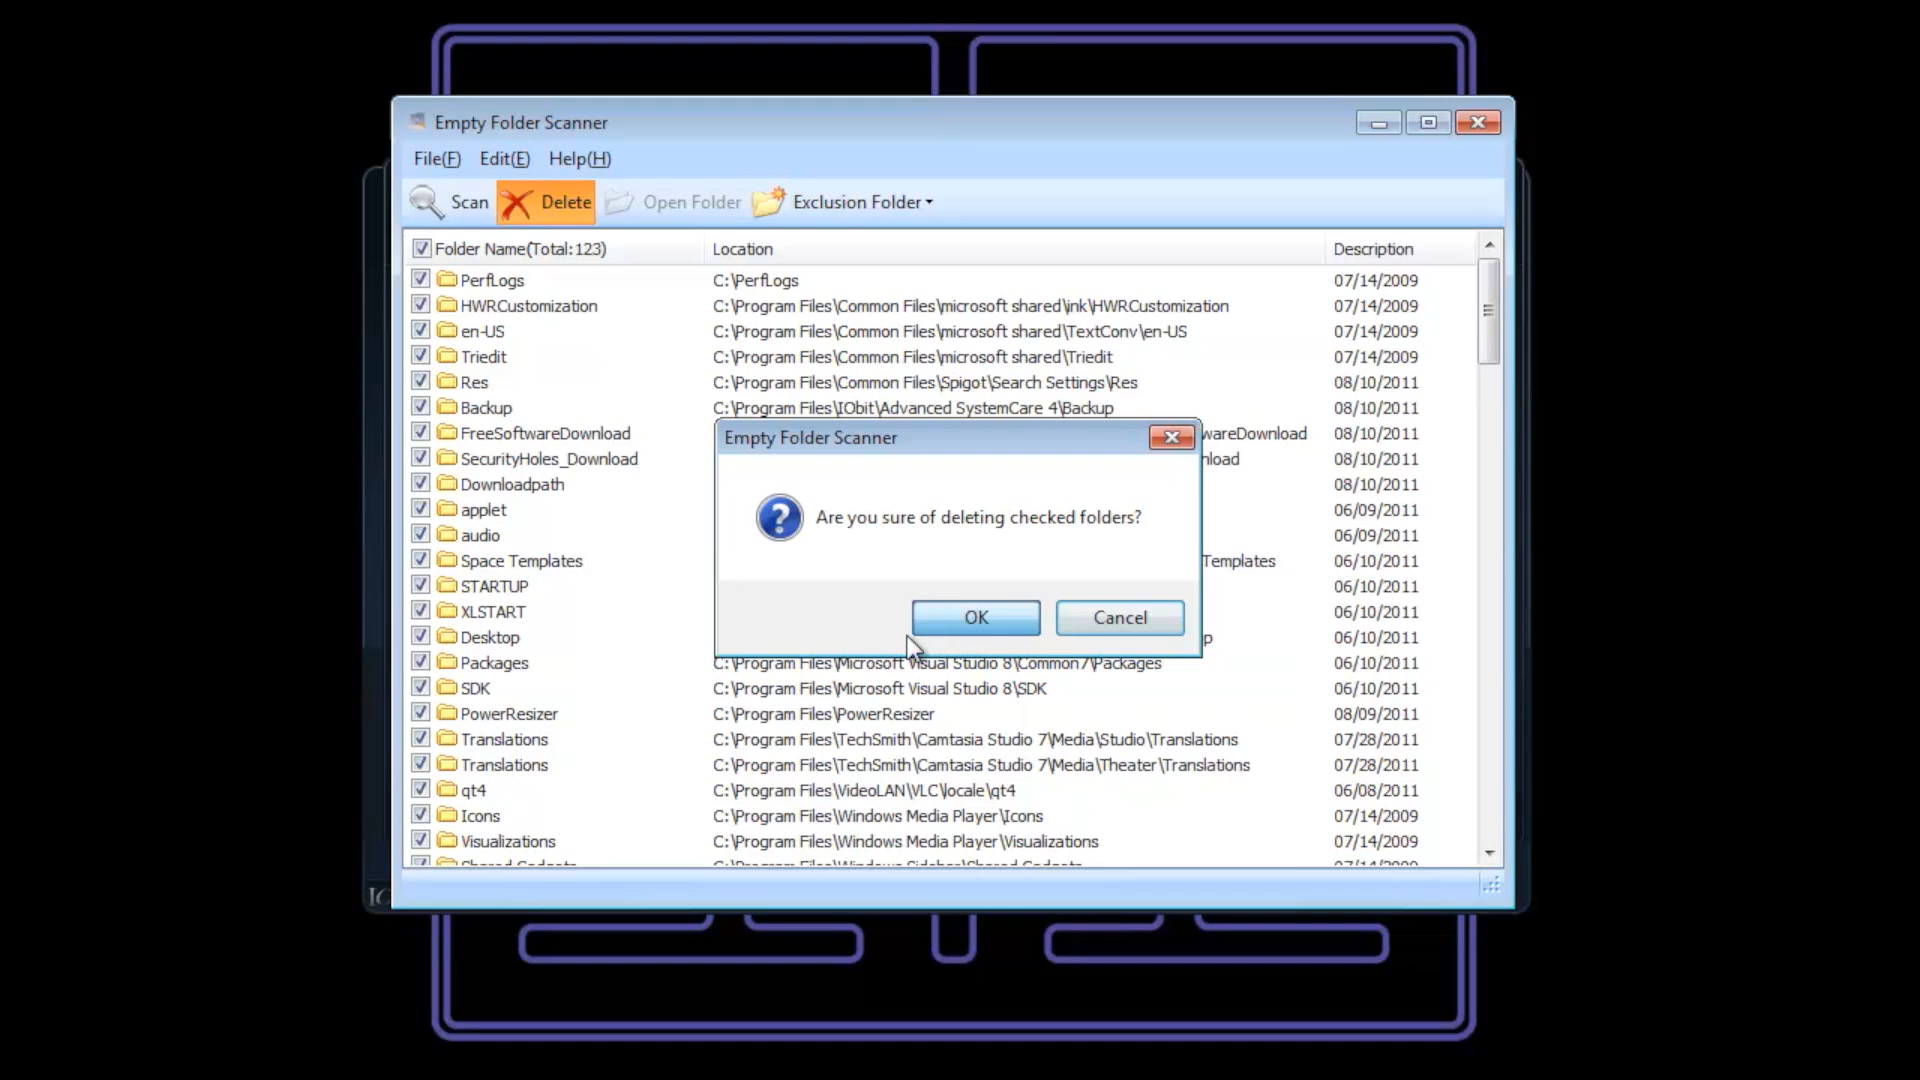 Empty Folder Scanner
File(F) Edit(E) Help(H)
Scan Delete Open Folder Exclusion Folder
Folder Name(Total:123) Location Description
PerfLogs C:\PerfLogs 07/14/2009
HWRCustomization C:\Program Files\Common Files\microsoft shared\ink\HWRCustomization 07/14/2009
en-US C:\Program Files\Common Files\microsoft shared\TextConv\en-US 07/14/2009
Triedit C:\Program Files\Common Files\microsoft shared\Triedit 07/14/2009
Res C:\Program Files\Common Files\Spigot\Search Settings\Res 08/10/2011
Backup C:\Program Files\IObit\Advanced SystemCare 4\Backup 08/10/2011
FreeSoftwareDownload wareDownload 08/10/2011
SecurityHoles_Download nload 08/10/2011
Downloadpath 08/10/2011
applet 06/09/2011
audio 06/09/2011
Space Templates Templates 06/10/2011
STARTUP 06/10/2011
XLSTART 06/10/2011
Desktop p 06/10/2011
Packages C:\Program Files\Microsoft Visual Studio 8\Common7\Packages 06/10/2011
SDK C:\Program Files\Microsoft Visual Studio 8\SDK 06/10/2011
PowerResizer C:\Program Files\PowerResizer 08/09/2011
Translations C:\Program Files\TechSmith\Camtasia Studio 7\Media\Studio\Translations 07/28/2011
Translations C:\Program Files\TechSmith\Camtasia Studio 7\Media\Theater\Translations 07/28/2011
qt4 C:\Program Files\VideoLAN\VLC\locale\qt4 06/08/2011
Icons C:\Program Files\Windows Media Player\Icons 07/14/2009
Visualizations C:\Program Files\Windows Media Player\Visualizations 07/14/2009
Shared Gadgets C:\Program Files\Windows Sidebar\Shared Gadgets 07/14/2009
Empty Folder Scanner
Are you sure of deleting checked folders?
OK Cancel